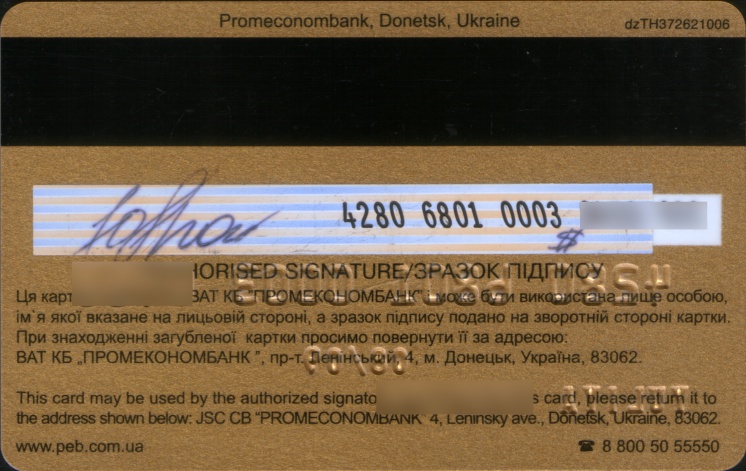 Promeconombank, Donetsk, Ukraine
dzTH372621006
4280 6801 0003
HORISED SIGNATURE/ЗРАЗОК ПІДПИСУ
Ця карт ВАТ КБ "ПРОМЕКОНОМБАНК" може бути використана лише особою,
ім`я якої вказане на лицьовій стороні, а зразок підпису подано на зворотній стороні картки.
При знаходженні загубленої картки просимо повернути її за адресою:
ВАТ КБ „ПРОМЕКОНОМБАНК ", пр-т. Ленінський, 4, м. Донецьк, Україна, 83062.
This card may be used by the authorized signato s card, please return it to
the address shown below: JSC CB "PROMECONOMBANK" 4, Leninsky ave., Donetsk, Ukraine, 83062.
www.peb.com.ua
☎ 8 800 50 55550